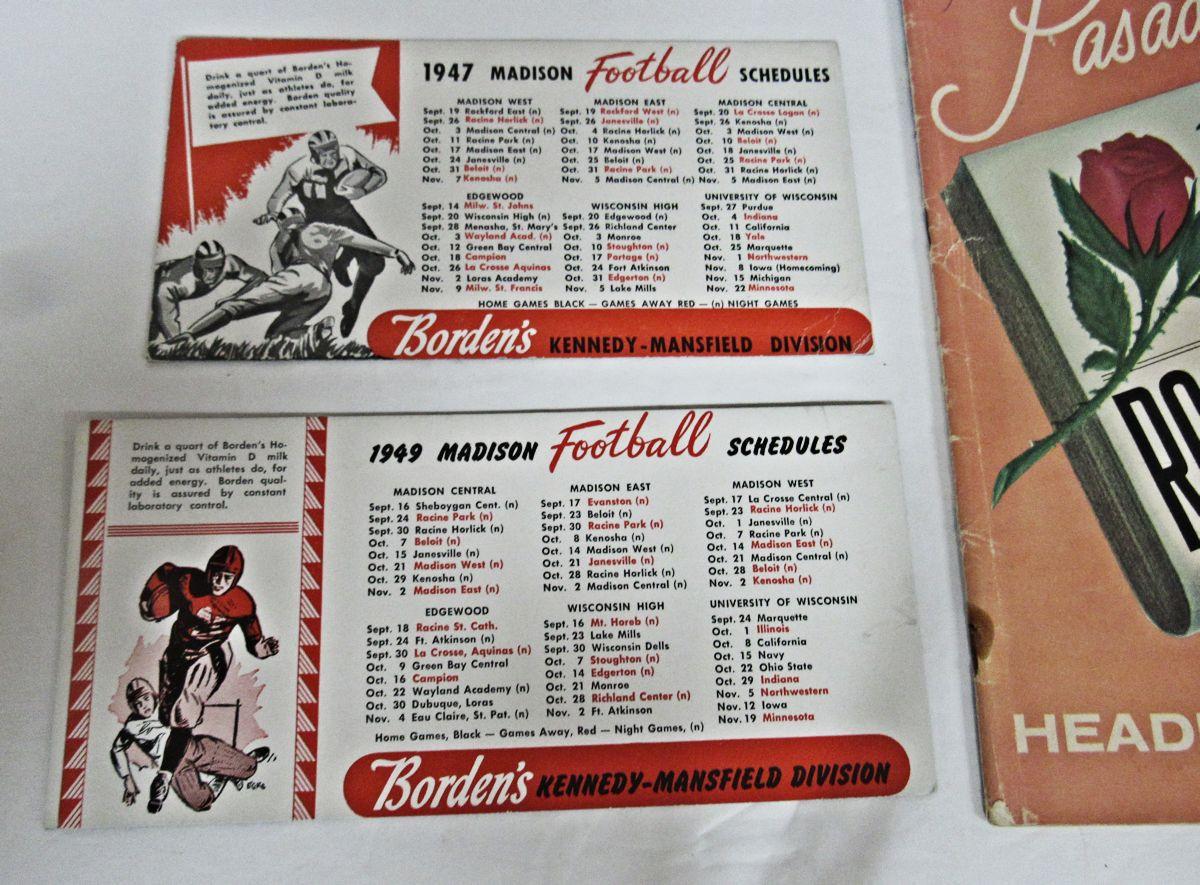 Drink a quart of Borden's Ho-
mogenized Vitamin D milk
daily, just as athletes do, for
added energy. Borden quality
is assured by constant labora-
tory control.
1947 MADISON Football SCHEDULES
MADISON WEST
Sept. 19 Rockford East (n)
Sept. 26 Racine Horlick (n)
Oct. 3 Madison Central (n)
Oct. 11 Racine Park (n)
Oct. 17 Madison East (n)
Oct. 24 Janesville (n)
Oct. 31 Beloit (n)
Nov. 7 Kenosha (n)
MADISON EAST
Sept. 19 Rockford West (n)
Sept. 26 Janesville (n)
Oct. 4 Racine Horlick (n)
Oct. 10 Kenosha (n)
Oct. 17 Madison West (n)
Oct. 25 Beloit (n)
Oct. 31 Racine Park (n)
Nov. 5 Madison Central (n)
MADISON CENTRAL
Sept. 20 La Crosse Logan (n)
Sept. 26 Kenosha (n)
Oct. 3 Madison West (n)
Oct. 10 Beloit (n)
Oct. 18 Janesville (n)
Oct. 25 Racine Park (n)
Oct. 31 Racine Horlick (n)
Nov. 5 Madison East (n)
EDGEWOOD
Sept. 14 Milw. St. Johns
Sept. 20 Wisconsin High (n)
Sept. 28 Menasha, St. Mary's
Oct. 3 Wayland Acad. (n)
Oct. 12 Green Bay Central
Oct. 18 Campion
Oct. 26 La Crosse Aquinas
Nov. 2 Loras Academy
Nov. 9 Milw. St. Francis
WISCONSIN HIGH
Sept. 20 Edgewood (n)
Sept. 26 Richland Center
Oct. 3 Monroe
Oct. 10 Stoughton (n)
Oct. 17 Portage (n)
Oct. 24 Fort Atkinson
Oct. 31 Edgerton (n)
Nov. 5 Lake Mills
UNIVERSITY OF WISCONSIN
Sept. 27 Purdue
Oct. 4 Indiana
Oct. 11 California
Oct. 18 Yale
Oct. 25 Marquette
Nov. 1 Northwestern
Nov. 8 Iowa (Homecoming)
Nov. 15 Michigan
Nov. 22 Minnesota
HOME GAMES BLACK — GAMES AWAY RED — (n) NIGHT GAMES
Borden's KENNEDY-MANSFIELD DIVISION
Drink a quart of Borden's Ho-
mogenized Vitamin D milk
daily, just as athletes do, for
added energy. Borden qual-
ity is assured by constant
laboratory control.
EGKG
1949 MADISON Football SCHEDULES
MADISON CENTRAL
Sept. 16 Sheboygan Cent. (n)
Sept. 24 Racine Park (n)
Sept. 30 Racine Horlick (n)
Oct. 7 Beloit (n)
Oct. 15 Janesville (n)
Oct. 21 Madison West (n)
Oct. 29 Kenosha (n)
Nov. 2 Madison East (n)
MADISON EAST
Sept. 17 Evanston (n)
Sept. 23 Beloit (n)
Sept. 30 Racine Park (n)
Oct. 8 Kenosha (n)
Oct. 14 Madison West (n)
Oct. 21 Janesville (n)
Oct. 28 Racine Horlick (n)
Nov. 2 Madison Central (n)
MADISON WEST
Sept. 17 La Crosse Central (n)
Sept. 23 Racine Horlick (n)
Oct. 1 Janesville (n)
Oct. 7 Racine Park (n)
Oct. 14 Madison East (n)
Oct. 21 Madison Central (n)
Oct. 28 Beloit (n)
Nov. 2 Kenosha (n)
EDGEWOOD
Sept. 18 Racine St. Cath.
Sept. 24 Ft. Atkinson (n)
Sept. 30 La Crosse, Aquinas (n)
Oct. 9 Green Bay Central
Oct. 16 Campion
Oct. 22 Wayland Academy (n)
Oct. 30 Dubuque, Loras
Nov. 4 Eau Claire, St. Pat. (n)
WISCONSIN HIGH
Sept. 16 Mt. Horeb (n)
Sept. 23 Lake Mills
Sept. 30 Wisconsin Dells
Oct. 7 Stoughton (n)
Oct. 14 Edgerton (n)
Oct. 21 Monroe
Oct. 28 Richland Center (n)
Nov. 2 Ft. Atkinson
UNIVERSITY OF WISCONSIN
Sept. 24 Marquette
Oct. 1 Illinois
Oct. 8 California
Oct. 15 Navy
Oct. 22 Ohio State
Oct. 29 Indiana
Nov. 5 Northwestern
Nov. 12 Iowa
Nov. 19 Minnesota
Home Games, Black — Games Away, Red — Night Games, (n)
Borden's KENNEDY-MANSFIELD DIVISION
Pasad
RO
HEAD